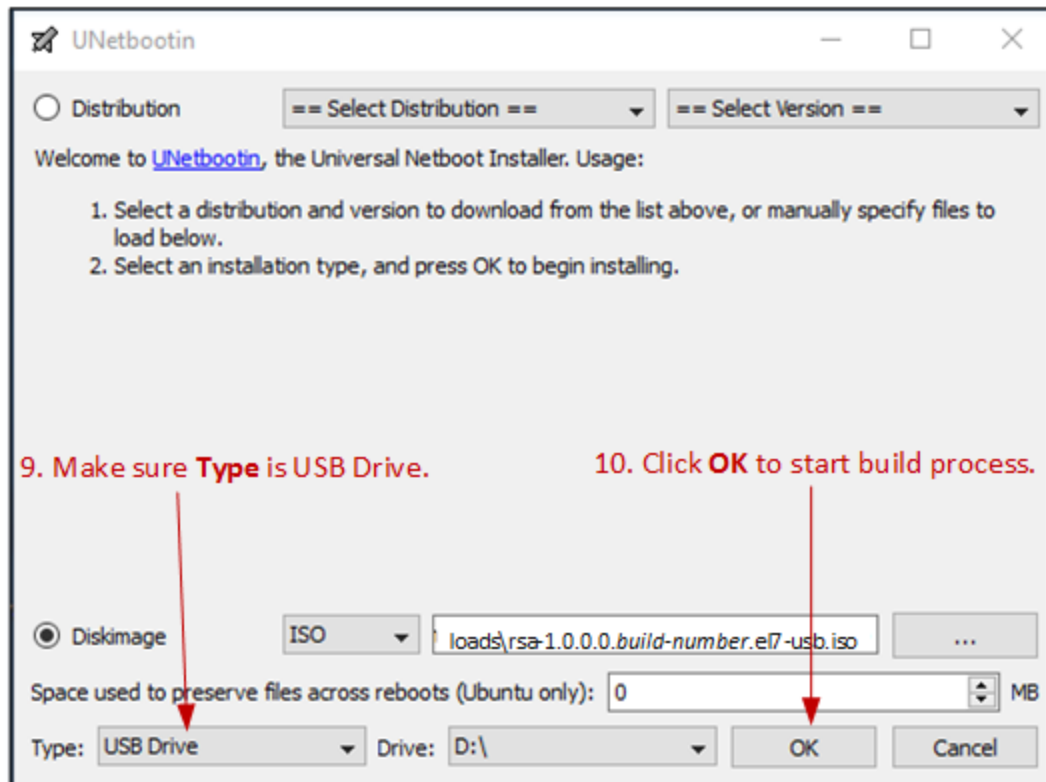 UNetbootin
Distribution == Select Distribution == == Select Version ==
Welcome to UNetbootin, the Universal Netboot Installer. Usage:
1. Select a distribution and version to download from the list above, or manually specify files to
load below.
2. Select an installation type, and press OK to begin installing.
9. Make sure Type is USB Drive. 10. Click OK to start build process.
Diskimage ISO loads\rsa-1.0.0.0.build-number.el7-usb.iso ...
Space used to preserve files across reboots (Ubuntu only): 0 MB
Type: USB Drive Drive: D:\ OK Cancel